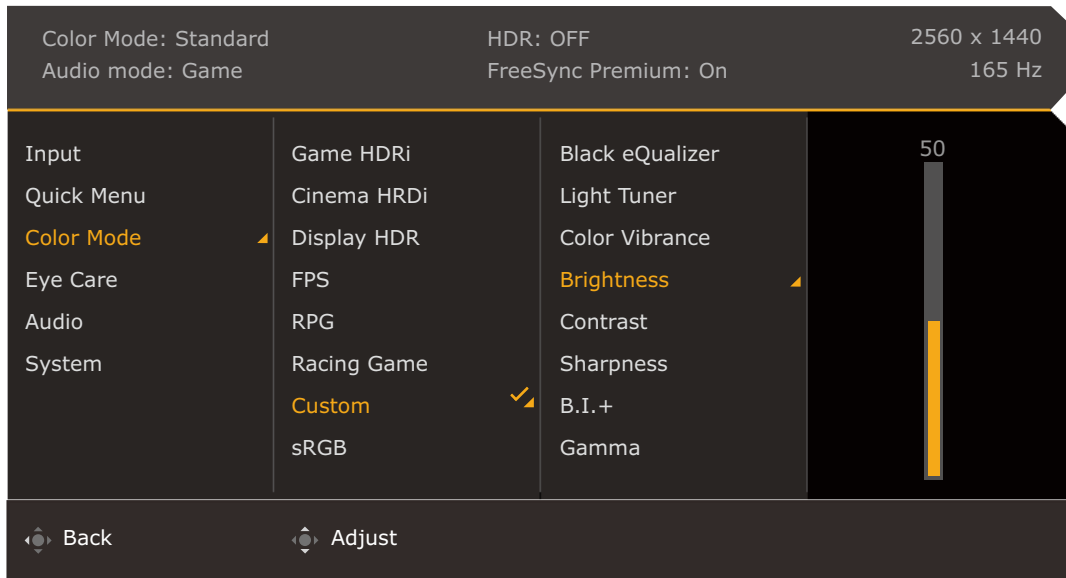 Color Mode: Standard
Audio mode: Game
HDR: OFF
FreeSync Premium: On
2560 x 1440
165 Hz
Input
Quick Menu
Color Mode
Eye Care
Audio
System
Game HDRi
Cinema HRDi
Display HDR
FPS
RPG
Racing Game
Custom
sRGB
Black eQualizer
Light Tuner
Color Vibrance
Brightness
Contrast
Sharpness
B.I.+
Gamma
50
Back
Adjust